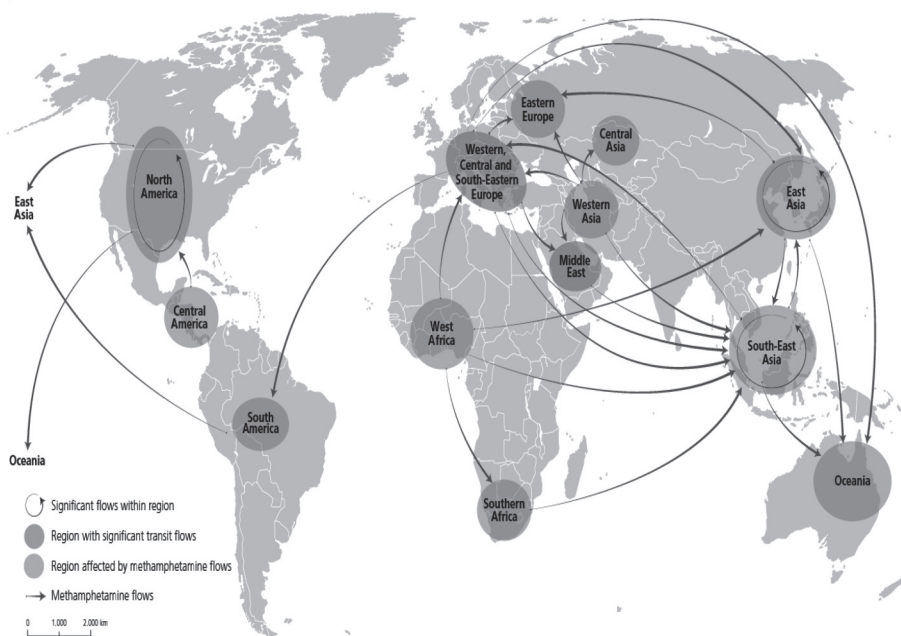 Eastern
Europe
Central
Asia
Western,
Central and
South-Eastern
Europe
North
America
East
Asia
Western
Asia
East
Asia
Middle
East
Central
America
West
Africa
South-East
Asia
South
America
Oceania
Southern
Africa
Oceania
Significant flows within region
Region with significant transit flows
Region affected by methamphetamine flows
Methamphetamine flows
0 1.000 2.000 km